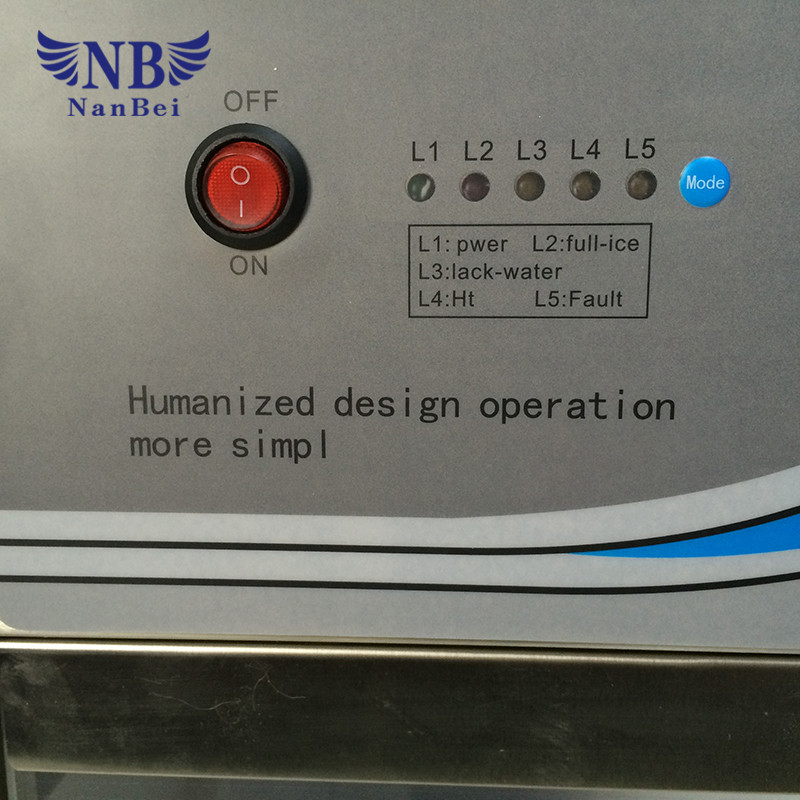 NB
NanBei
OFF
O
I
ON
L1 L2 L3 L4 L5
Mode
L1: pwer L2:full-ice
L3:lack-water
L4:Ht L5:Fault
Humanized design operation
more simpl